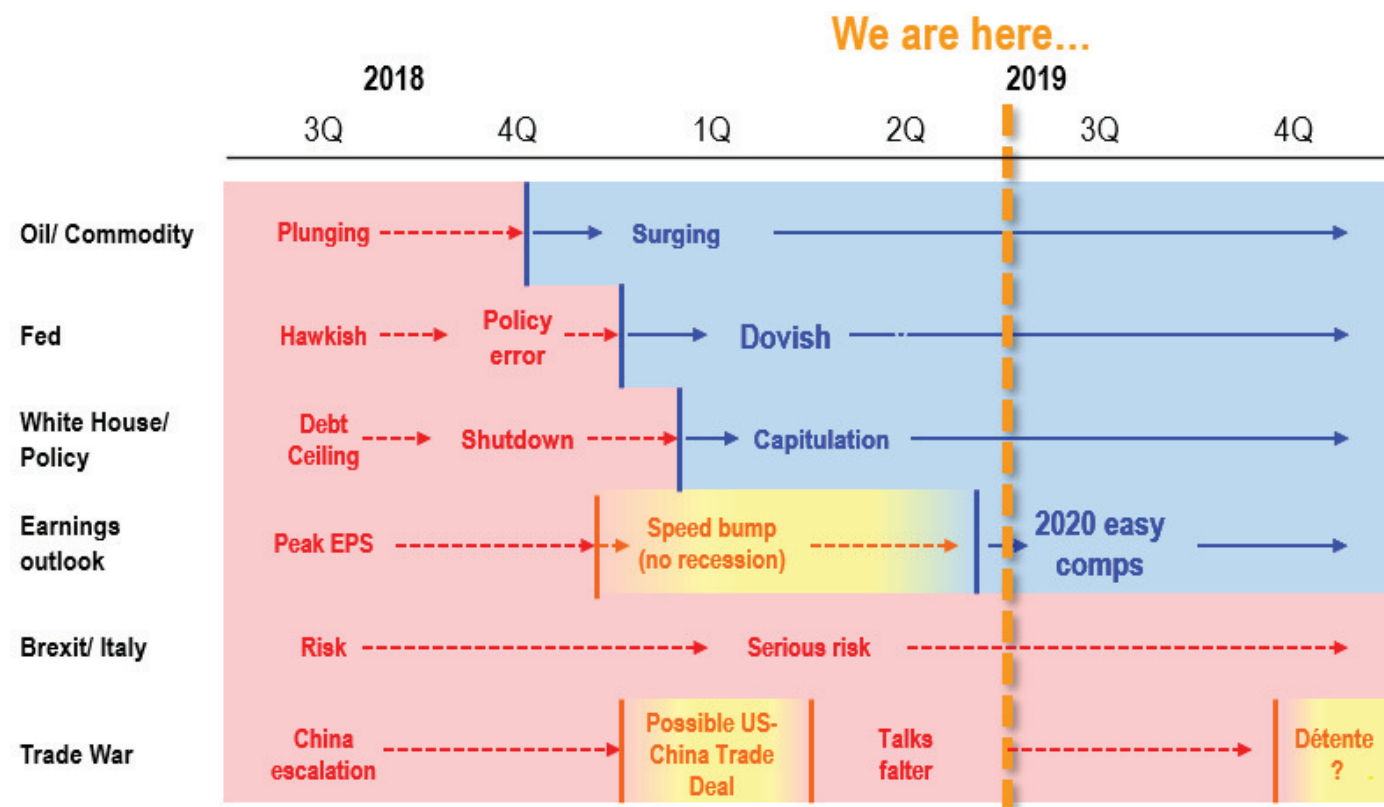 We are here...
2018
2019
3Q
4Q
1Q
2Q
3Q
4Q
Oil/ Commodity
Plunging
Surging
Fed
Hawkish
Policy
error
Dovish
White House/
Policy
Debt
Ceiling
Shutdown
Capitulation
Earnings
outlook
Peak EPS
Speed bump
(no recession)
2020 easy
comps
Brexit/ Italy
Risk
Serious risk
Trade War
China
escalation
Possible US-
China Trade
Deal
Talks
falter
Détente
?